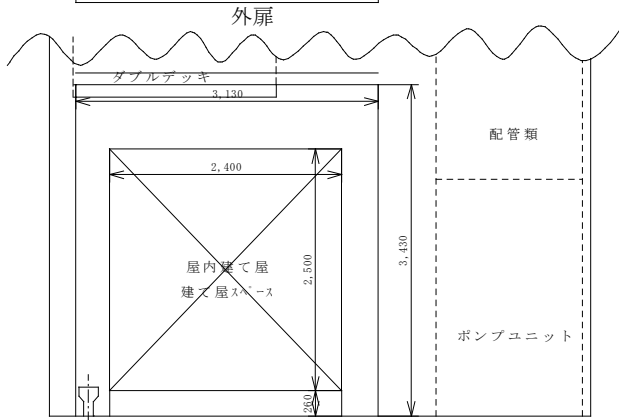 外扉
ダブルデッキ
3,130
配管類
2,400
屋内建て屋
建て屋スペース
2,500
3,430
ポンプユニット
260